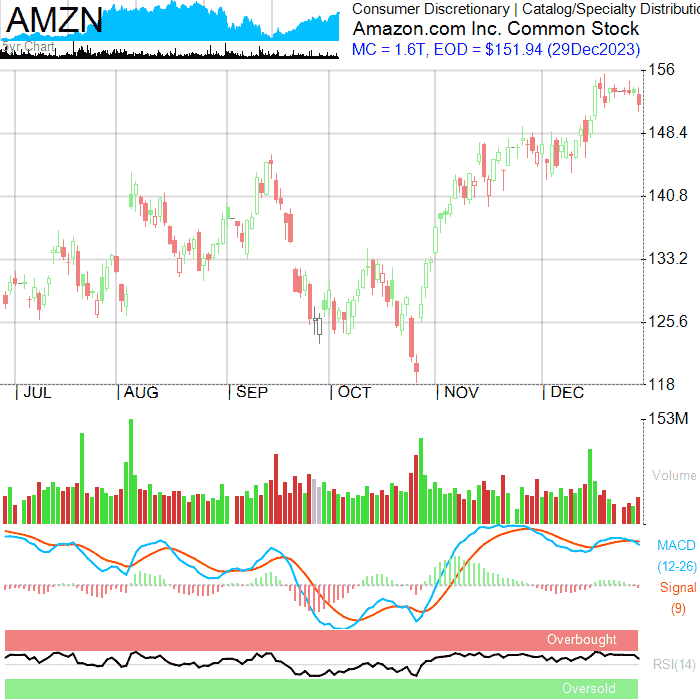 AMZN
5yr Chart
Consumer Discretionary | Catalog/Specialty Distributio
Amazon.com Inc. Common Stock
MC = 1.6T, EOD = $151.94 (29Dec2023)
156
148.4
140.8
133.2
125.6
118
| JUL | AUG | SEP | OCT | NOV | DEC
153M
Volume
MACD
(12-26)
Signal
(9)
Overbought
RSI(14)
Oversold